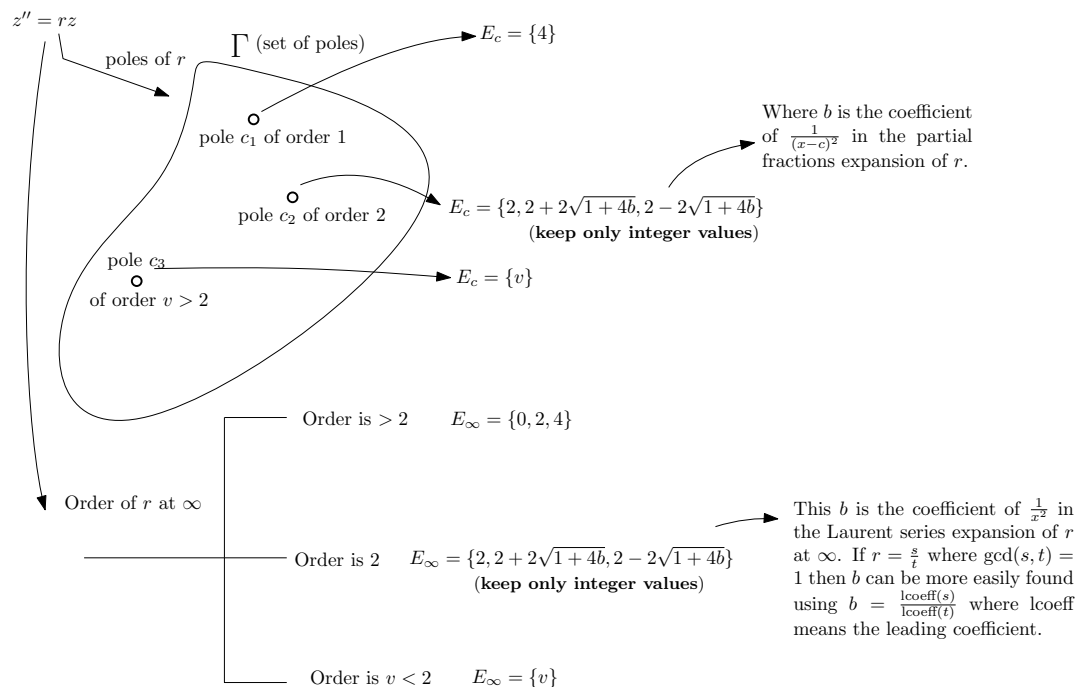 z'' = rz
poles of r
Γ (set of poles)
E_c = {4}
pole c_1 of order 1
Where b is the coefficient
of \frac{1}{(x-c)^2} in the partial
fractions expansion of r.
pole c_2 of order 2
E_c = {2, 2 + 2√(1 + 4b), 2 − 2√(1 + 4b)}
(keep only integer values)
pole c_3
of order v > 2
E_c = {v}
Order is > 2 E_∞ = {0, 2, 4}
Order of r at ∞
Order is 2 E_∞ = {2, 2 + 2√(1 + 4b), 2 − 2√(1 + 4b)}
(keep only integer values)
This b is the coefficient of \frac{1}{x^2} in
the Laurent series expansion of r
at ∞. If r = \frac{s}{t} where gcd(s, t) =
1 then b can be more easily found
using b = \frac{lcoeff(s)}{lcoeff(t)} where lcoeff
means the leading coefficient.
Order is v < 2 E_∞ = {v}